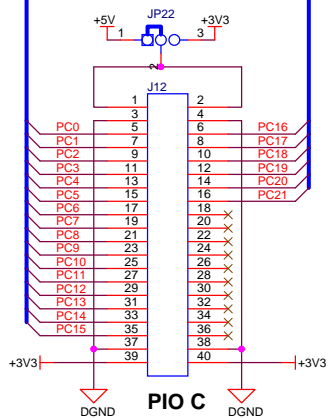 +5V JP22 +3V3
1 3
2
J12
1 2
3 4
PC0 5 6 PC16
PC1 7 8 PC17
PC2 9 10 PC18
PC3 11 12 PC19
PC4 13 14 PC20
PC5 15 16 PC21
PC6 17 18
PC7 19 20
PC8 21 22
PC9 23 24
PC10 25 26
PC11 27 28
PC12 29 30
PC13 31 32
PC14 33 34
PC15 35 36
37 38
+3V3 39 40 +3V3
DGND PIO C DGND